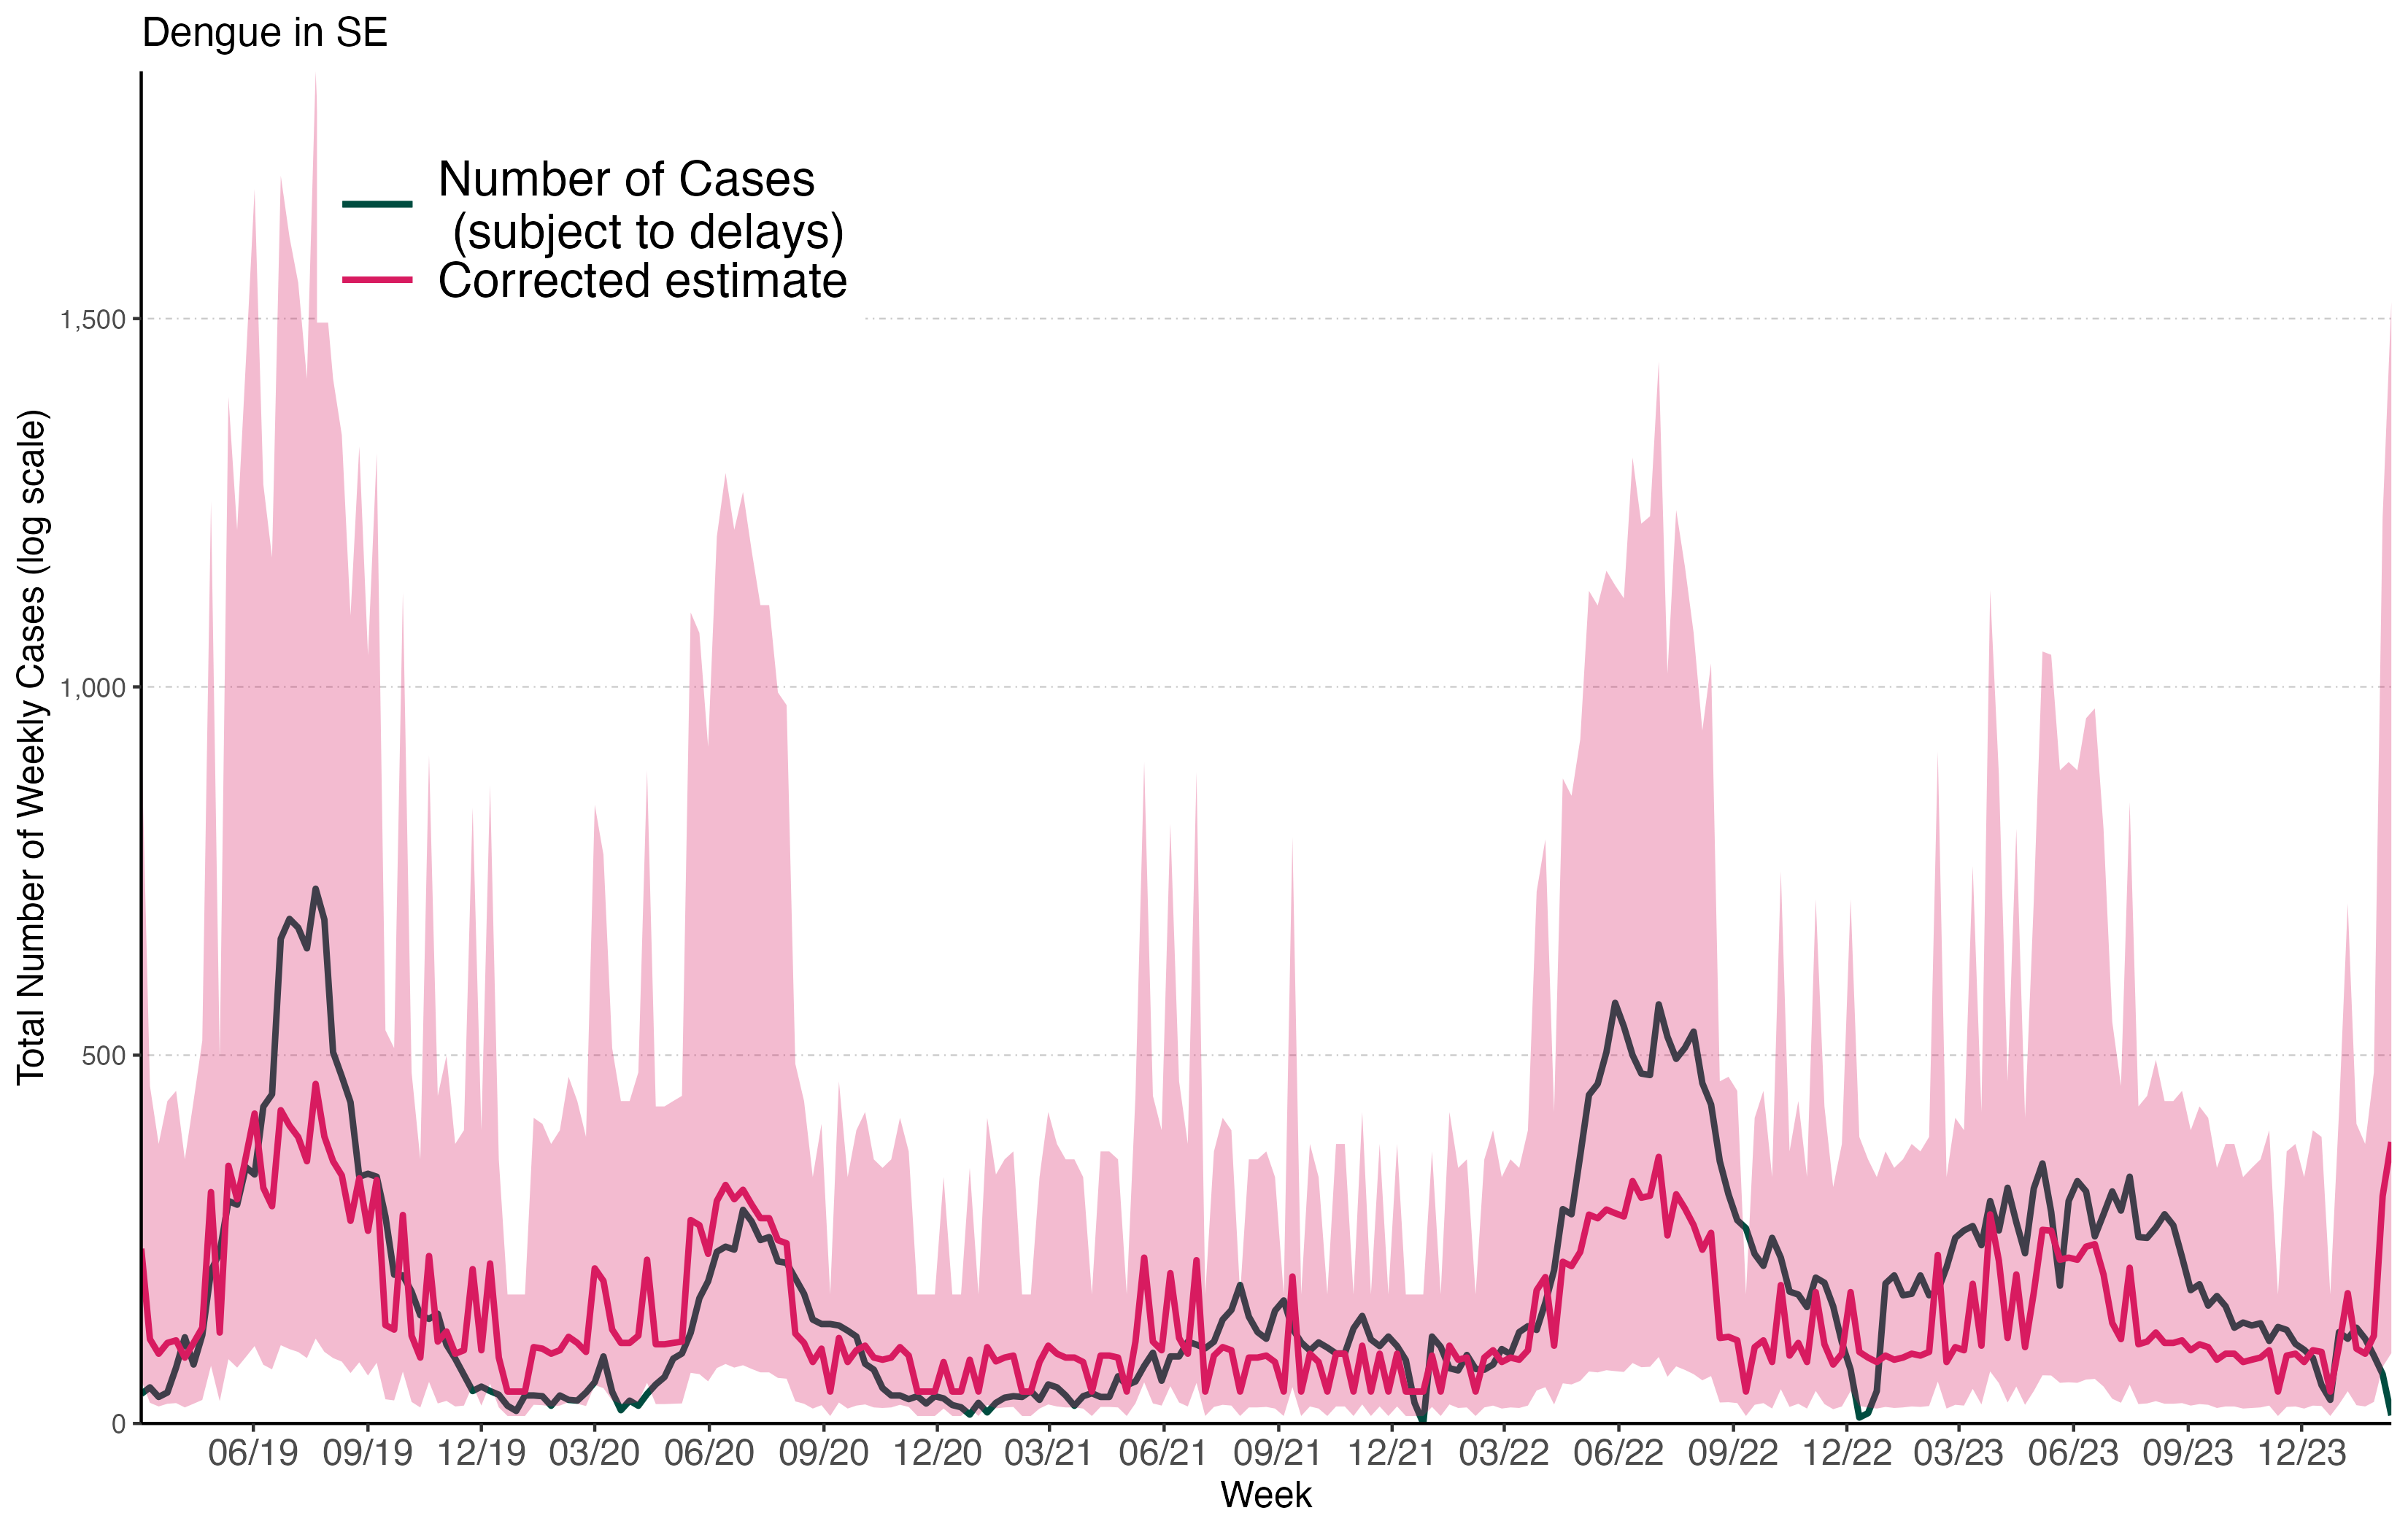 Dengue in SE
Number of Cases
(subject to delays)
Corrected estimate
Total Number of Weekly Cases (log scale)
1,500
1,000
500
0
06/19 09/19 12/19 03/20 06/20 09/20 12/20 03/21 06/21 09/21 12/21 03/22 06/22 09/22 12/22 03/23 06/23 09/23 12/23
Week